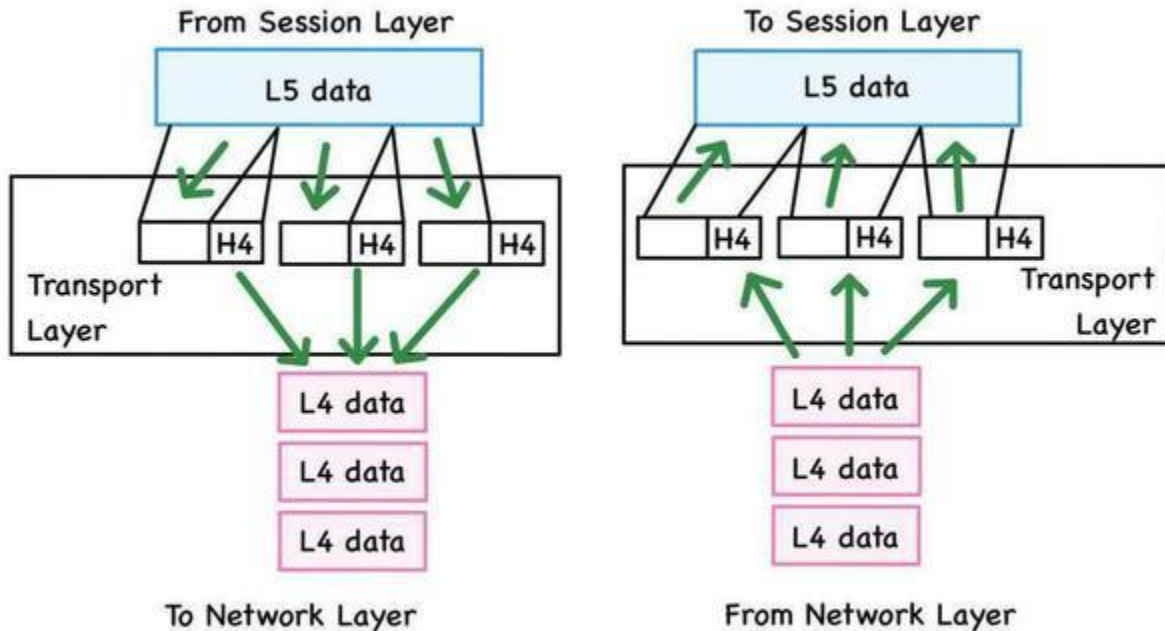 From Session Layer
L5 data
H4
H4
H4
Transport
Layer
L4 data
L4 data
L4 data
To Network Layer
To Session Layer
L5 data
H4
H4
H4
Transport
Layer
L4 data
L4 data
L4 data
From Network Layer